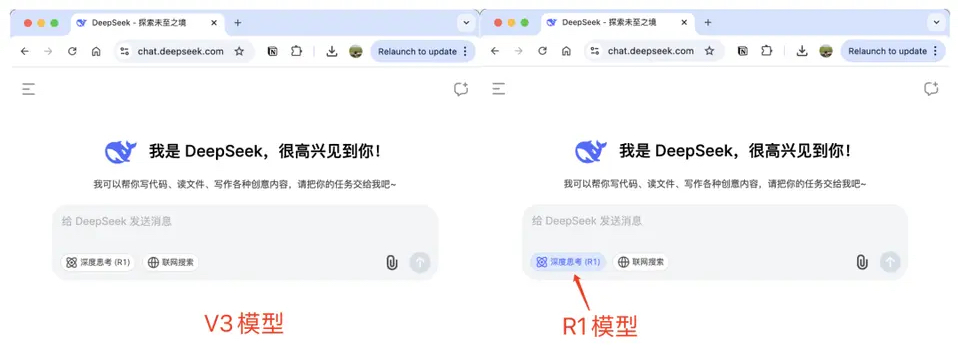 DeepSeek - 探索未至之境
chat.deepseek.com
Relaunch to update
我是 DeepSeek，很高兴见到你！
我可以帮你写代码、读文件、写作各种创意内容，请把你的任务交给我吧~
给 DeepSeek 发送消息
深度思考 (R1)
联网搜索
V3模型
DeepSeek - 探索未至之境
chat.deepseek.com
Relaunch to update
我是 DeepSeek，很高兴见到你！
我可以帮你写代码、读文件、写作各种创意内容，请把你的任务交给我吧~
给 DeepSeek 发送消息
深度思考 (R1)
联网搜索
R1模型